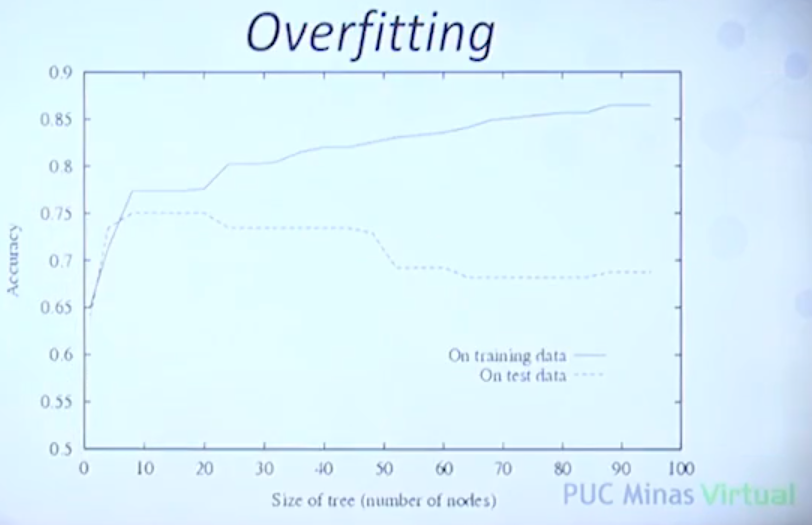 Overfitting
0.9
0.85
0.8
0.75
0.7
0.65
0.6
0.55
0.5
Accuracy
On training data
On test data
0 10 20 30 40 50 60 70 80 90 100
Size of tree (number of nodes)
PUC Minas Virtual